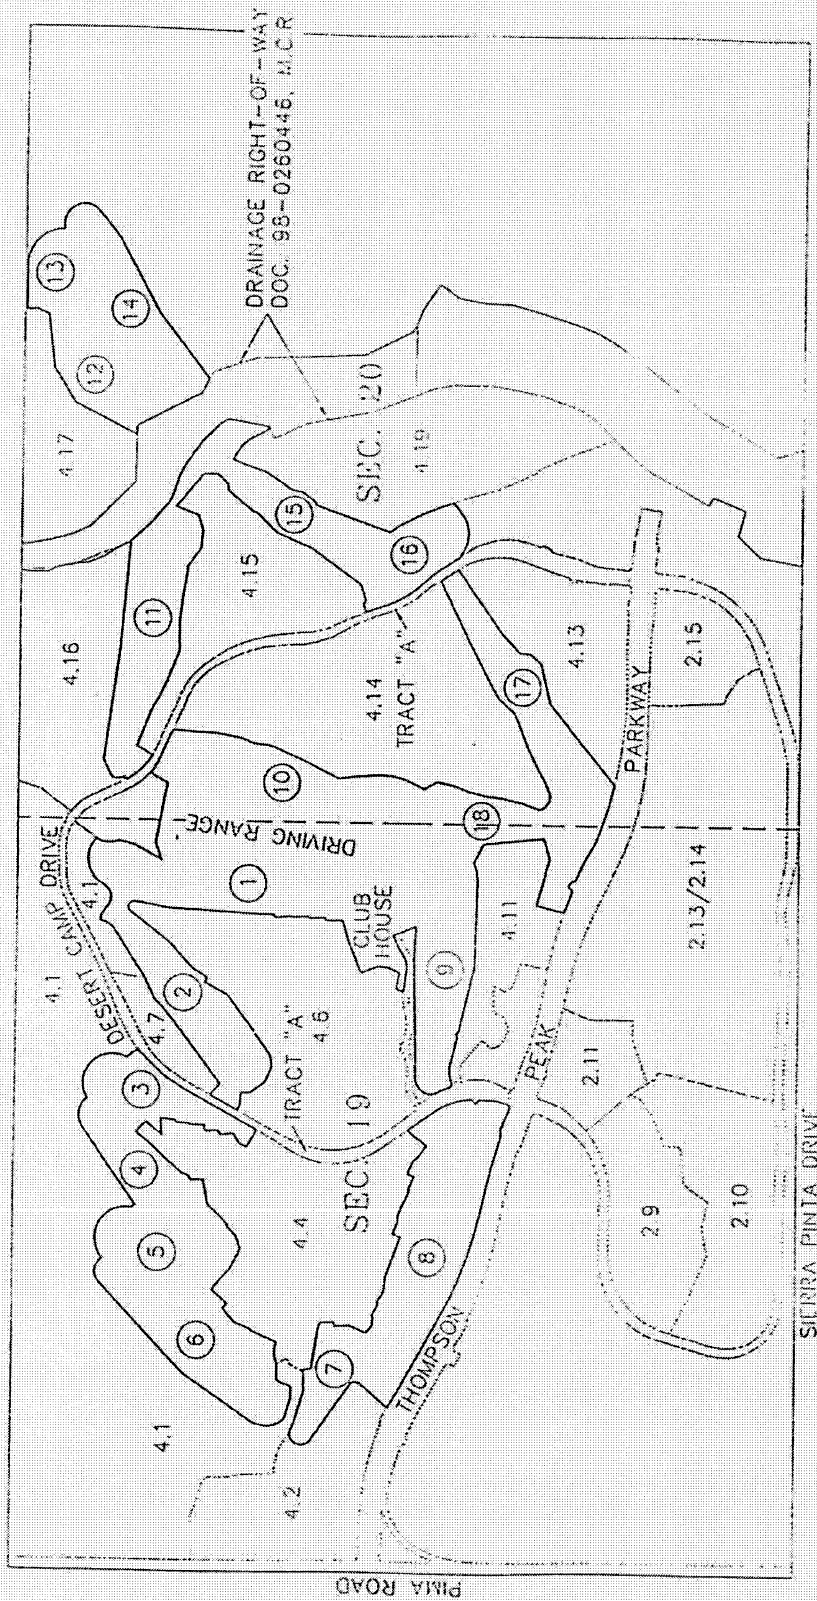 DRAINAGE RIGHT-OF-WAY
DOC. 98-0260446, M.C.R
13
14
12
4.17
SEC. 20
4.19
15
16
4.15
11
4.16
4.14
TRACT "A"
17
4.13
2.15
PARKWAY
10
18
DRIVING RANGE
1
CLUB
HOUSE
9
4.11
2.13/2.14
4.1
DESERT CAMP DRIVE
4.1
4.7
2
TRACT "A"
4.6
SEC. 19
3
4
5
6
4.4
7
8
THOMPSON
PEAK
2.11
2.9
2.10
SIERRA PINTA DRIVE
4.1
4.2
PIMA ROAD